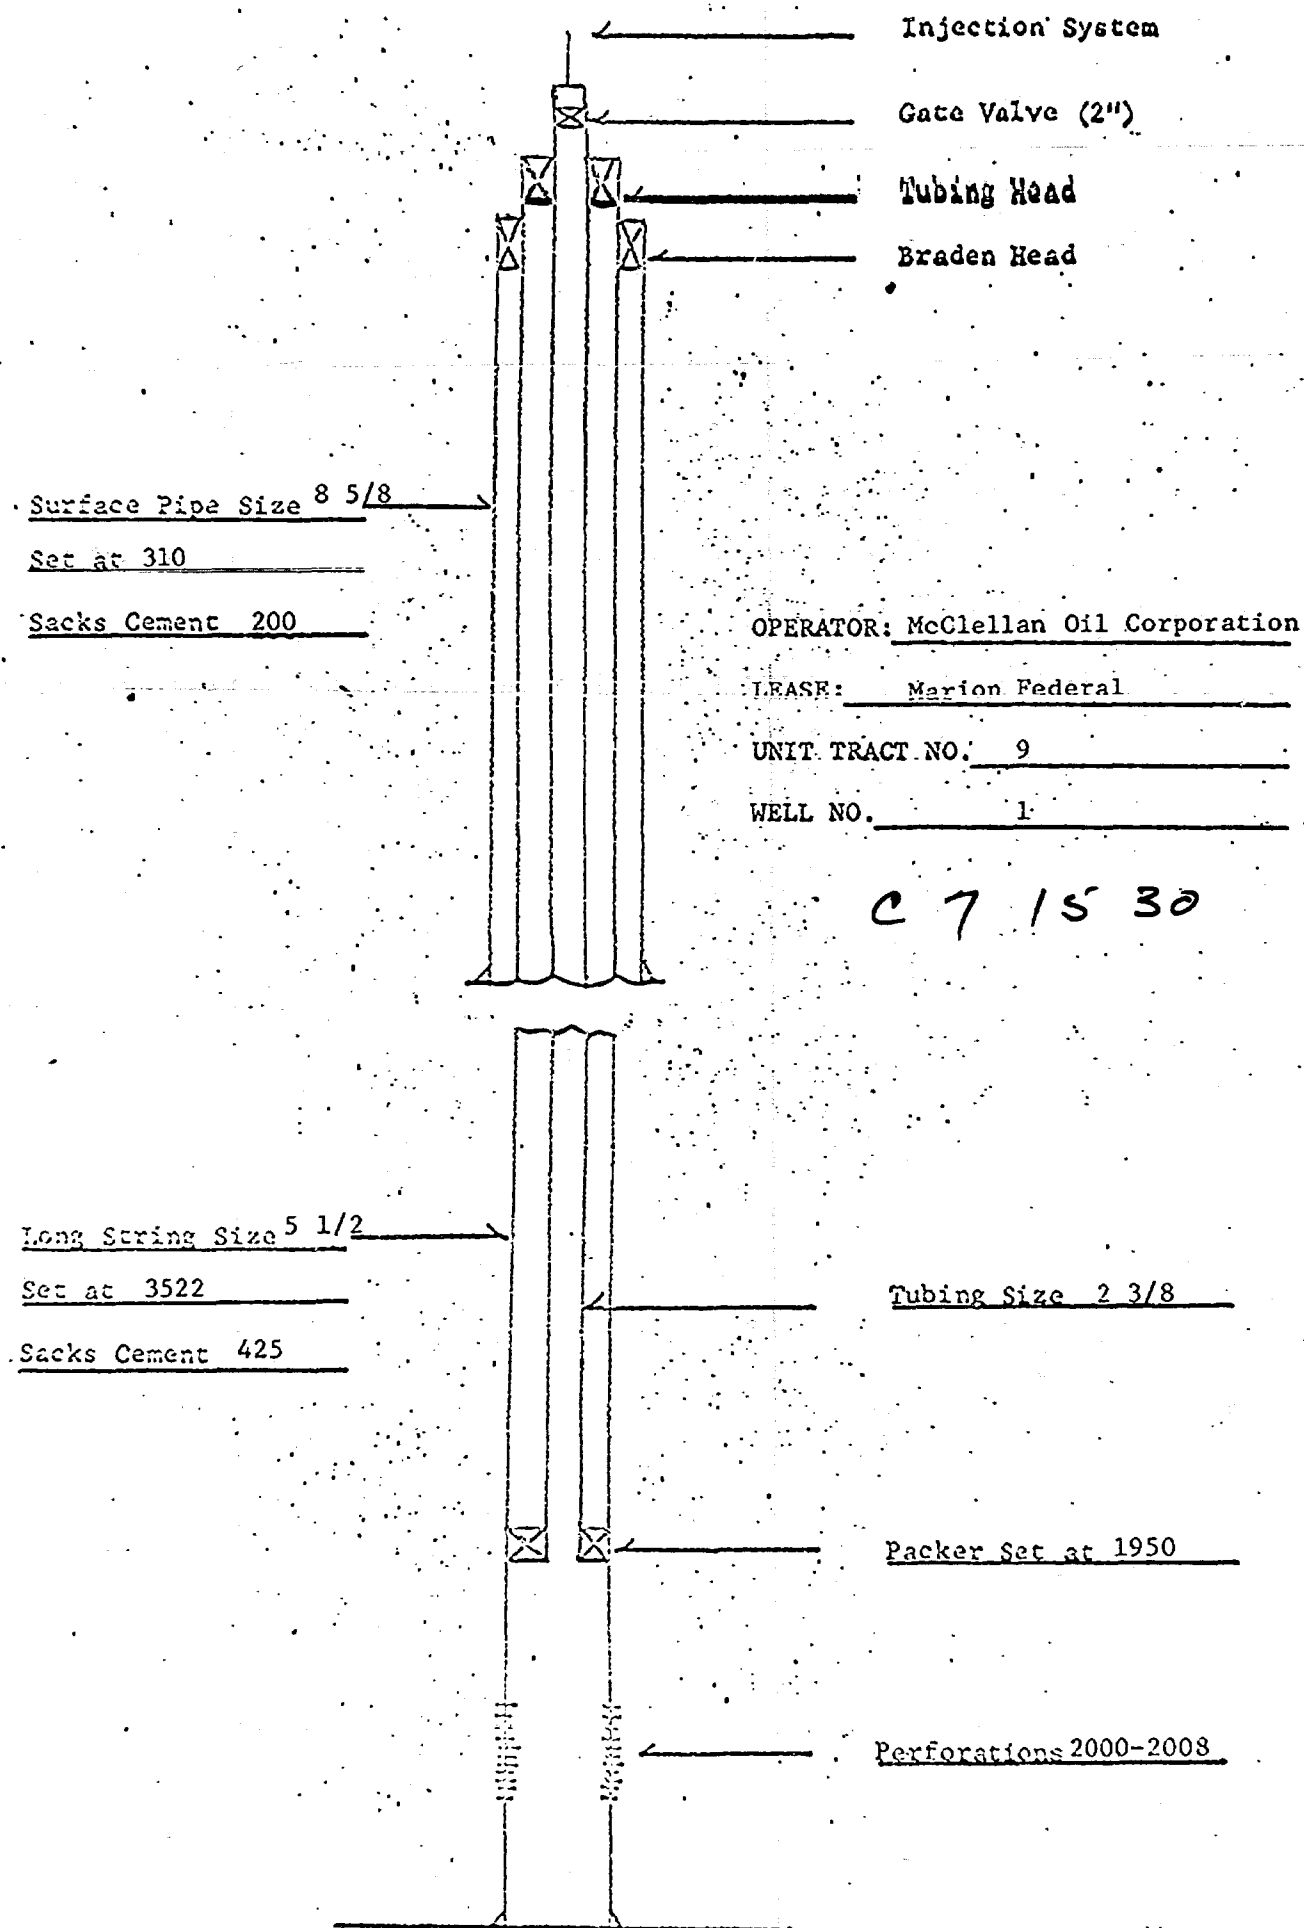 Injection System
Gate Valve (2")
Tubing Head
Braden Head
Surface Pipe Size 8 5/8
Set at 310
Sacks Cement 200
OPERATOR: McClellan Oil Corporation
LEASE: Marion Federal
UNIT TRACT NO. 9
WELL NO. 1
C 7 15 30
Long String Size 5 1/2
Set at 3522
Sacks Cement 425
Tubing Size 2 3/8
Packer Set at 1950
Perforations 2000-2008